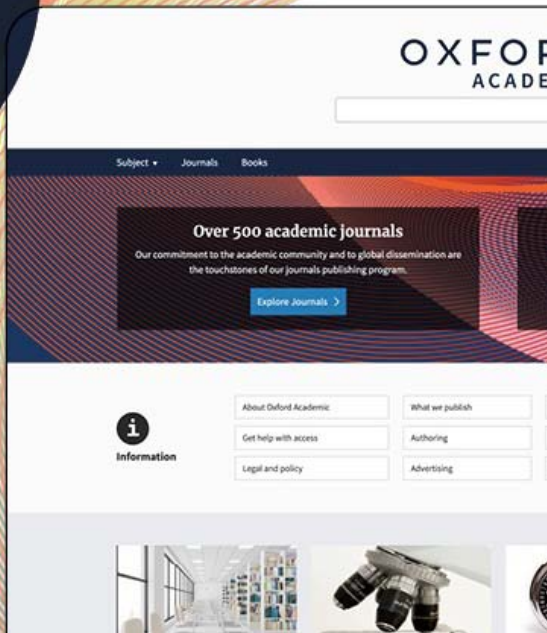 OXFOR
ACADE
Subject ▾ Journals Books
Over 500 academic journals
Our commitment to the academic community and to global dissemination are
the touchstones of our journals publishing program.
Explore Journals >
i
Information
About Oxford Academic
What we publish
Get help with access
Authoring
Legal and policy
Advertising